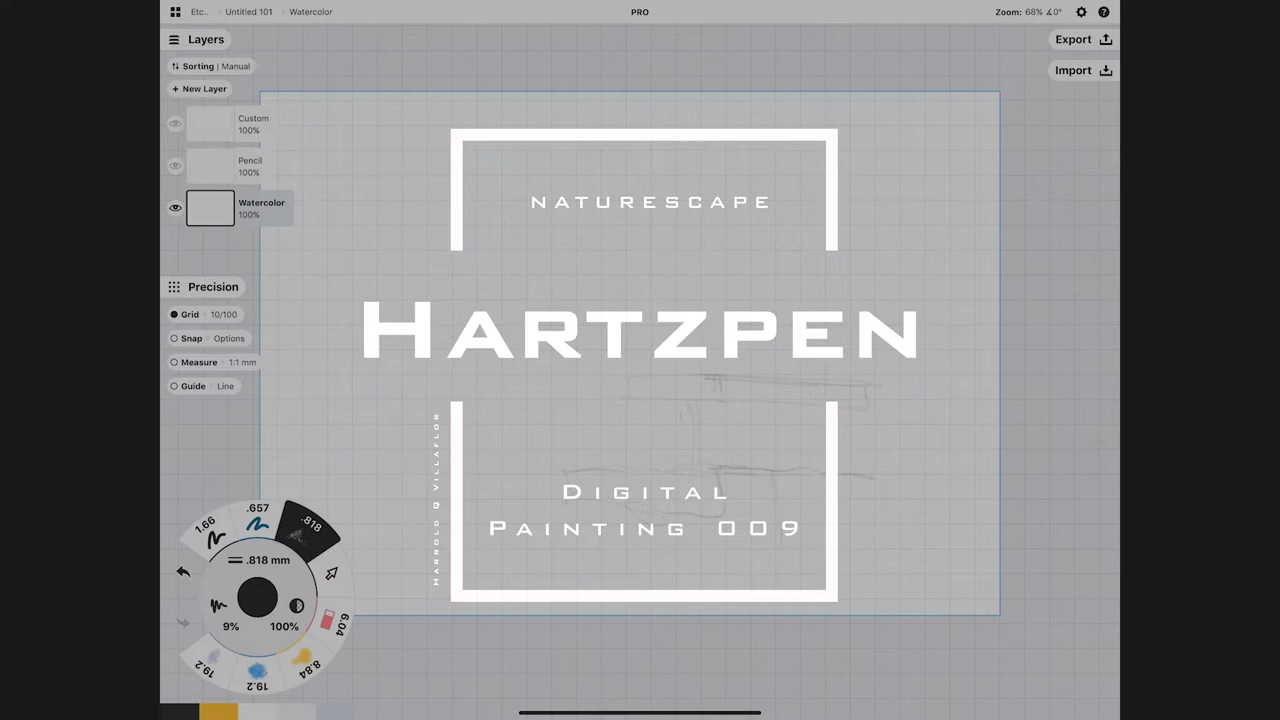 Etc.. Untitled 101 Watercolor
PRO
Zoom: 68% ∡0°
Layers
Export
Import
Sorting | Manual
+ New Layer
Custom
100%
Pencil
100%
Watercolor
100%
Precision
Grid · 10/100
Snap · Options
Measure · 1:1 mm
Guide · Line
NATURESCAPE
HARTZPEN
HARROLD Q VILLAFLOR
DIGITAL
PAINTING 009
1.66
.657
.818
.818 mm
9%
100%
6.04
8.84
19.2
19.2